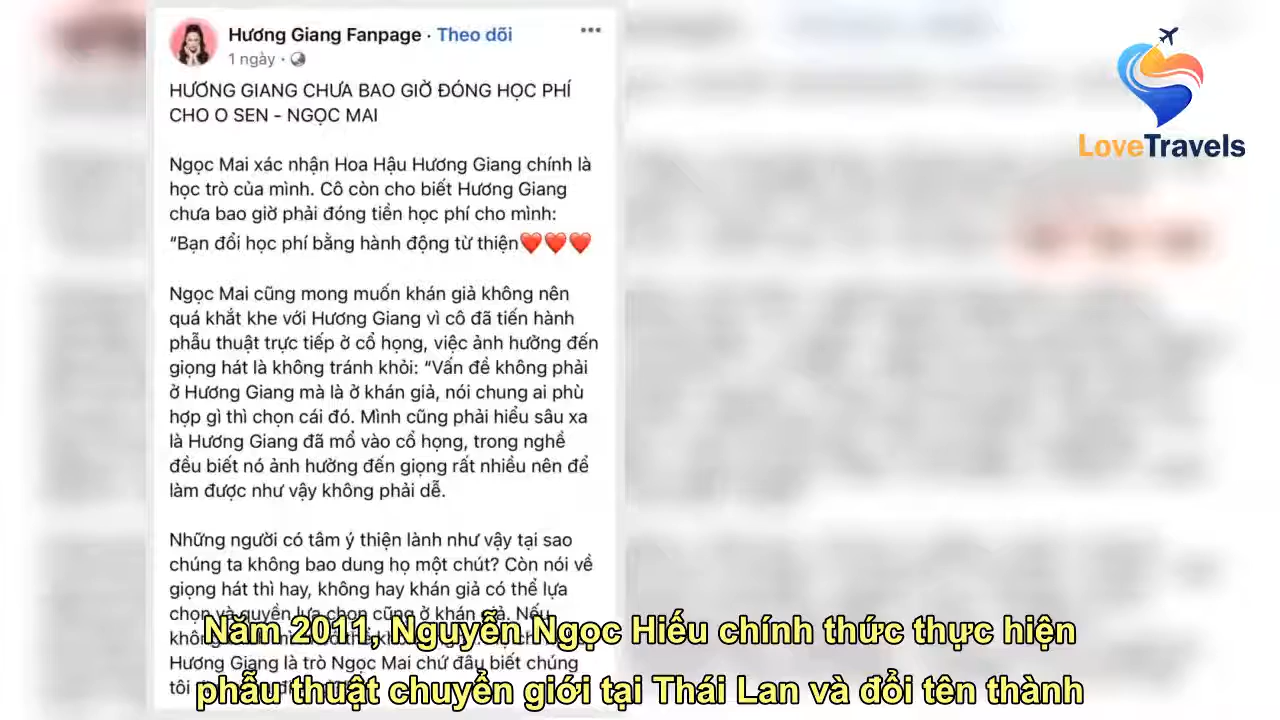 Hương Giang Fanpage · Theo dõi
1 ngày ·
HƯƠNG GIANG CHƯA BAO GIỜ ĐÓNG HỌC PHÍ
CHO O SEN - NGỌC MAI
Ngọc Mai xác nhận Hoa Hậu Hương Giang chính là
học trò của mình. Cô còn cho biết Hương Giang
chưa bao giờ phải đóng tiền học phí cho mình:
“Bạn đổi học phí bằng hành động từ thiện❤️❤️❤️
Ngọc Mai cũng mong muốn khán giả không nên
quá khắt khe với Hương Giang vì cô đã tiến hành
phẫu thuật trực tiếp ở cổ họng, việc ảnh hưởng đến
giọng hát là không tránh khỏi: “Vấn đề không phải
ở Hương Giang mà là ở khán giả, nói chung ai phù
hợp gì thì chọn cái đó. Mình cũng phải hiểu sâu xa
là Hương Giang đã mổ vào cổ họng, trong nghề
đều biết nó ảnh hưởng đến giọng rất nhiều nên để
làm được như vậy không phải dễ.
Những người có tâm ý thiện lành như vậy tại sao
chúng ta không bao dung họ một chút? Còn nói về
giọng hát thì hay, không hay khán giả có thể lựa
chọn và quyền lựa chọn cũng ở khán giả. Nếu
không
Hương Giang là trò Ngọc Mai chứ đâu biết chúng
tôi
Năm 2011, Nguyễn Ngọc Hiếu chính thức thực hiện
phẫu thuật chuyển giới tại Thái Lan và đổi tên thành
LoveTravels